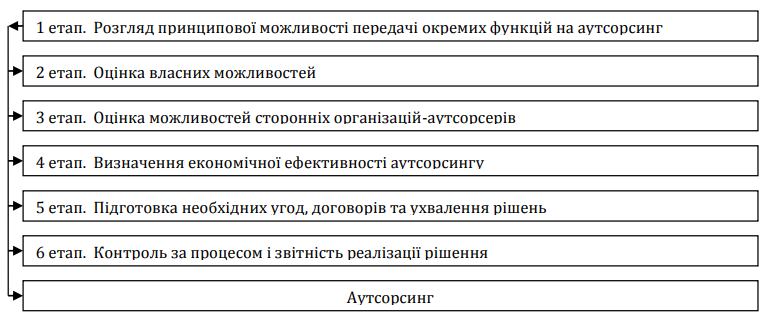 1 етап. Розгляд принципової можливості передачі окремих функцій на аутсорсинг
2 етап. Оцінка власних можливостей
3 етап. Оцінка можливостей сторонніх організацій-аутсорсерів
4 етап. Визначення економічної ефективності аутсорсингу
5 етап. Підготовка необхідних угод, договорів та ухвалення рішень
6 етап. Контроль за процесом і звітність реалізації рішення
Аутсорсинг